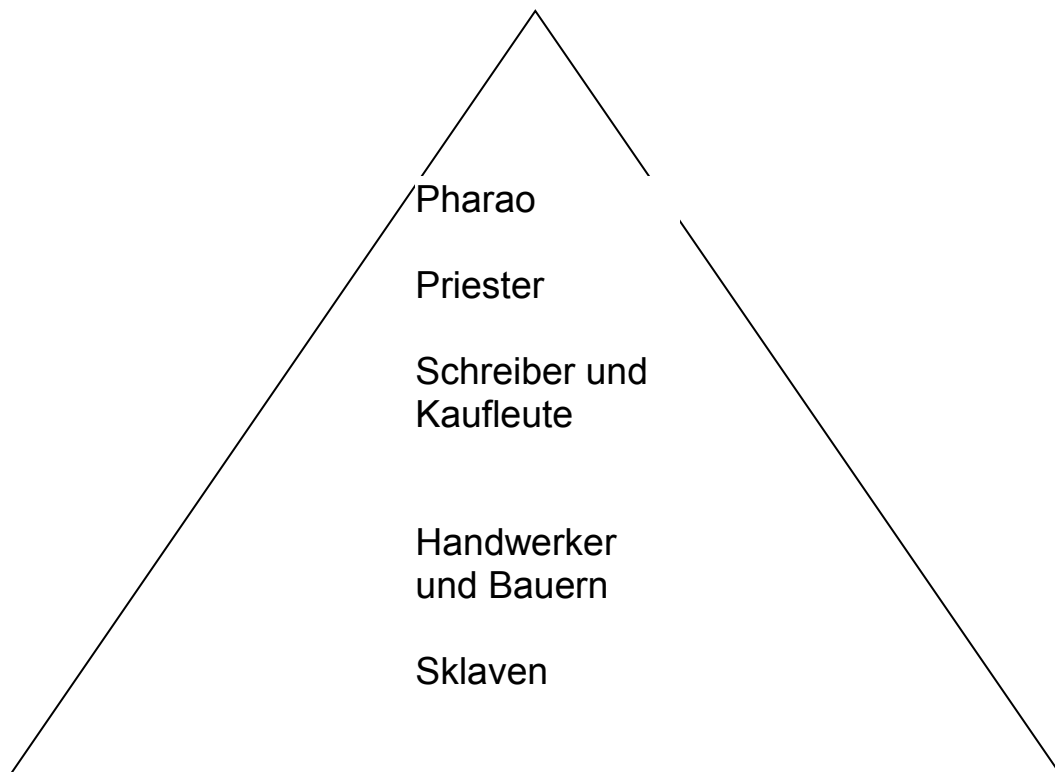 Pharao
Priester
Schreiber und
Kaufleute
Handwerker
und Bauern
Sklaven